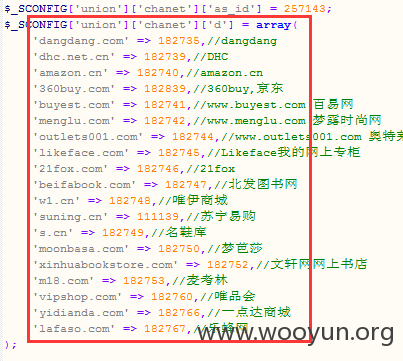 $_SCONFIG['union']['chanet']['as_id'] = 257143;
$_SCONFIG['union']['chanet']['d'] = array(
'dangdang.com' => 182735,//dangdang
'dhc.net.cn' => 182739,//DHC
'amazon.cn' => 182740,//amazon.cn
'360buy.com' => 182839,//360buy,京东
'buyest.com' => 182741,//www.buyest.com 百易网
'menglu.com' => 182742,//www.menglu.com 梦露时尚网
'outlets001.com' => 182744,//www.outlets001.com 奥特莱
'likeface.com' => 182745,//Likeface我的网上专柜
'21fox.com' => 182746,//21fox
'beifabook.com' => 182747,//北发图书网
'w1.cn' => 182748,//唯伊商城
'suning.cn' => 111139,//苏宁易购
's.cn' => 182749,//名鞋库
'moonbasa.com' => 182750,//梦芭莎
'xinhuabookstore.com' => 182752,//文轩网网上书店
'm18.com' => 182753,//麦考林
'vipshop.com' => 182760,//唯品会
'yidianda.com' => 182766,//一点达商城
'lafaso.com' => 182767,//乐蜂网
);
www.wooyun.org